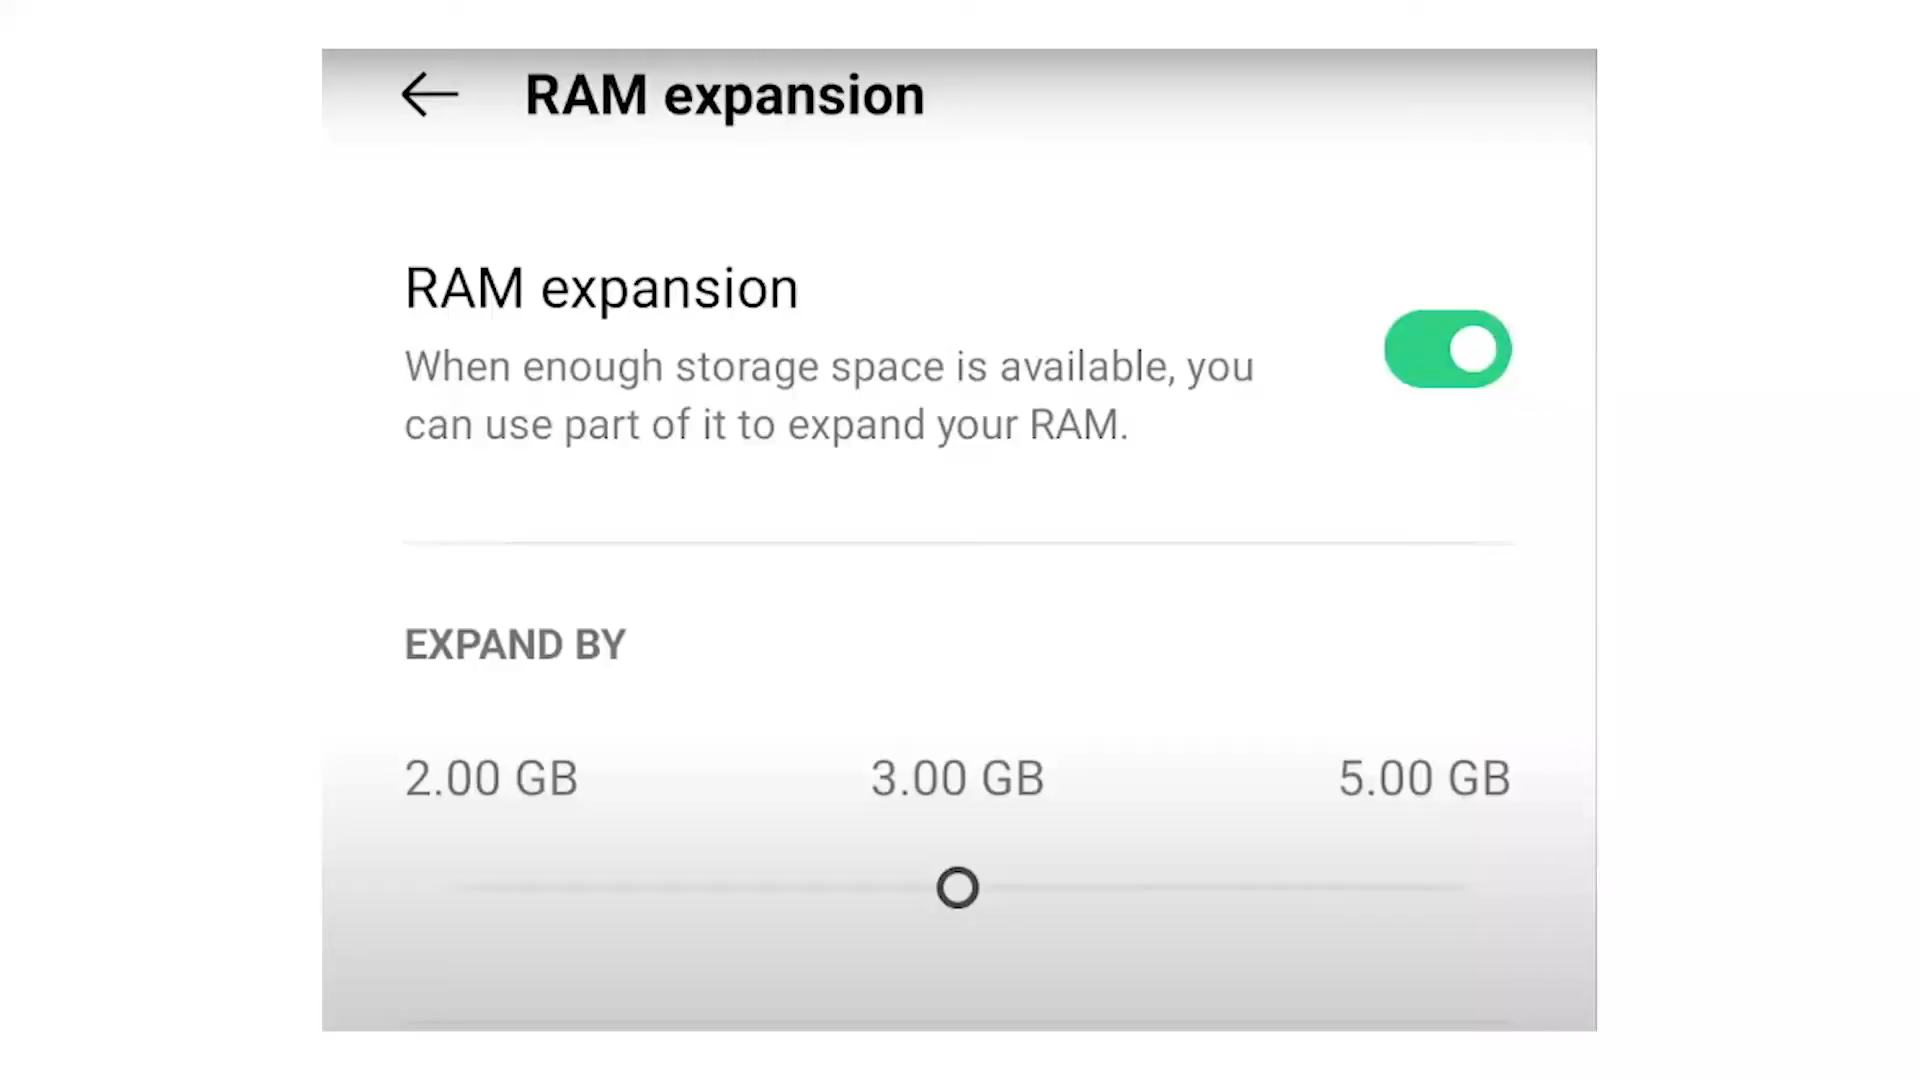 RAM expansion
RAM expansion
When enough storage space is available, you
can use part of it to expand your RAM.
EXPAND BY
2.00 GB 3.00 GB 5.00 GB